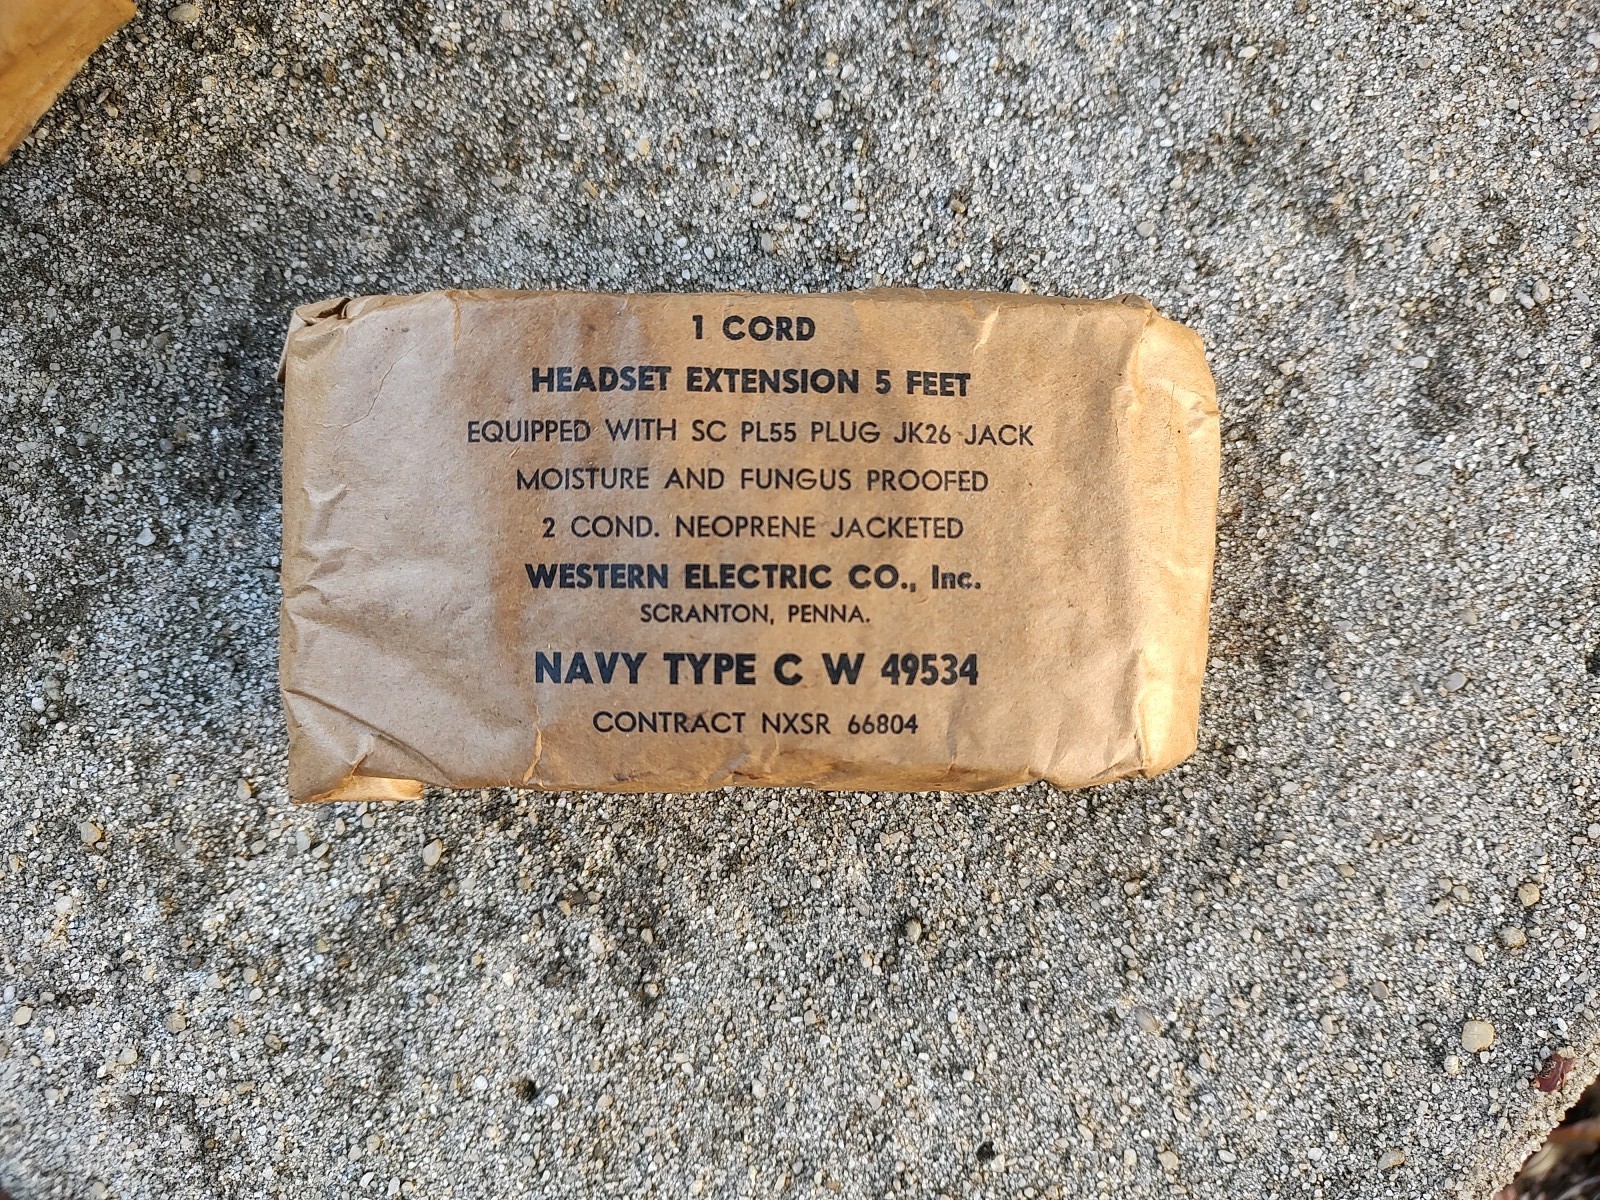 1 CORD
HEADSET EXTENSION 5 FEET
EQUIPPED WITH SC PL55 PLUG JK26 JACK
MOISTURE AND FUNGUS PROOFED
2 COND. NEOPRENE JACKETED
WESTERN ELECTRIC CO., Inc.
SCRANTON, PENNA.
NAVY TYPE C W 49534
CONTRACT NXSR 66804